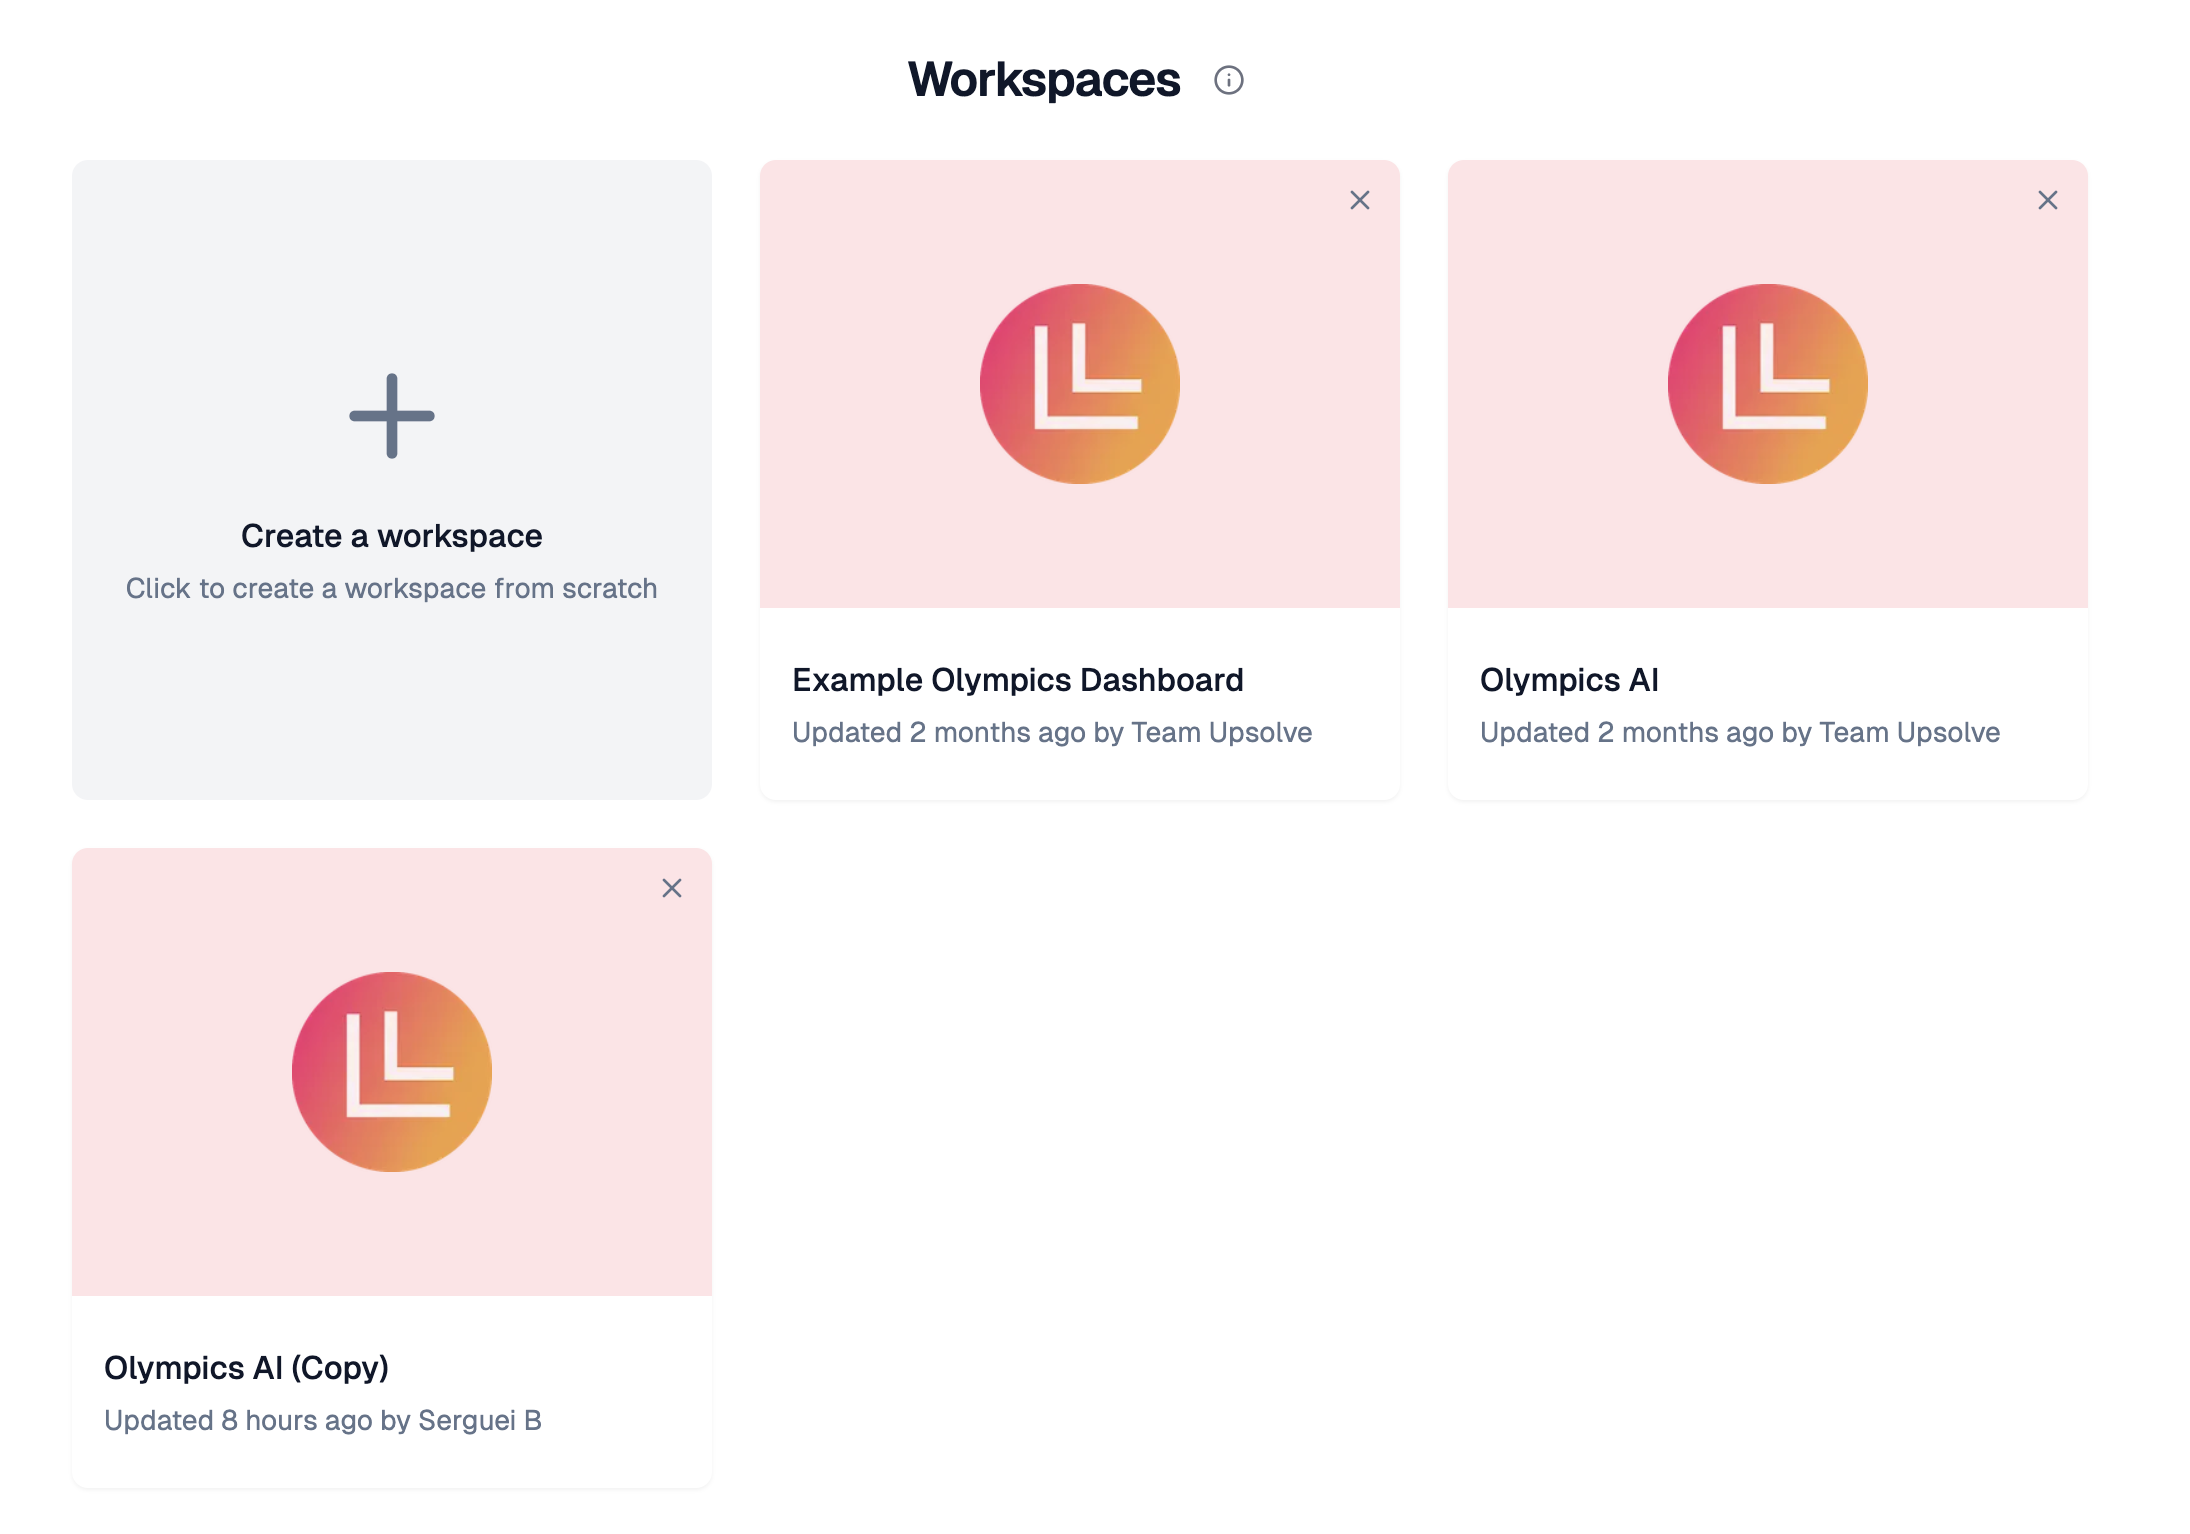 Workspaces
Create a workspace
Click to create a workspace from scratch
Example Olympics Dashboard
Updated 2 months ago by Team Upsolve
Olympics AI
Updated 2 months ago by Team Upsolve
Olympics AI (Copy)
Updated 8 hours ago by Serguei B